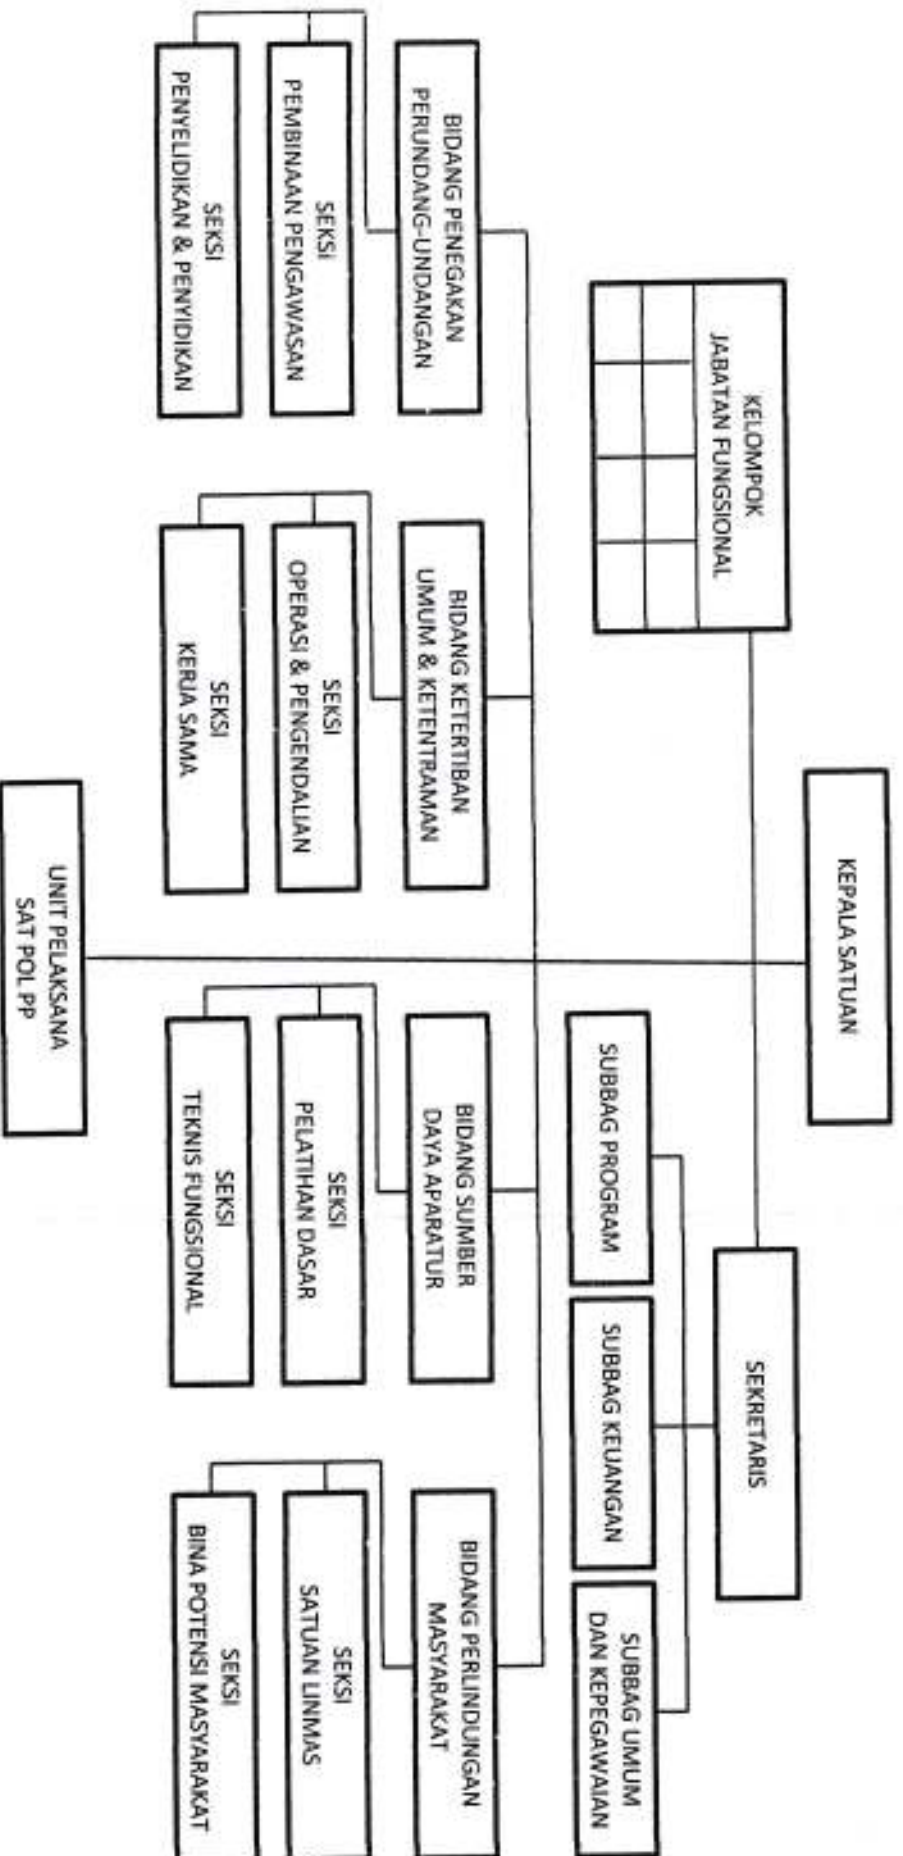 KEPALA SATUAN
KELOMPOK
JABATAN FUNGSIONAL
SEKRETARIS
SUBBAG PROGRAM
SUBBAG KEUANGAN
SUBBAG UMUM
DAN KEPEGAWAIAN
BIDANG PENEGAKAN
PERUNDANG-UNDANGAN
SEKSI
PEMBINAAN PENGAWASAN
SEKSI
PENYELIDIKAN & PENYIDIKAN
BIDANG KETERTIBAN
UMUM & KETENTRAMAN
SEKSI
OPERASI & PENGENDALIAN
SEKSI
KERJA SAMA
BIDANG SUMBER
DAYA APARATUR
SEKSI
PELATIHAN DASAR
SEKSI
TEKNIS FUNGSIONAL
BIDANG PERLINDUNGAN
MASYARAKAT
SEKSI
SATUAN LINMAS
SEKSI
BINA POTENSI MASYARAKAT
UNIT PELAKSANA
SAT POL PP